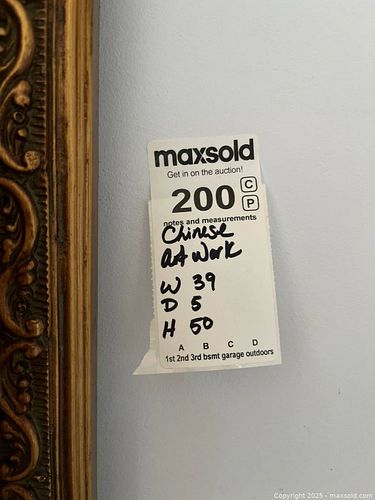 maxsold
Get in on the auction!
200 C
P
notes and measurements
Chinese
Art Work
W 39
D 5
H 50
A B C D
1st 2nd 3rd bsmt garage outdoors
Copyright 2025 - maxsold.com